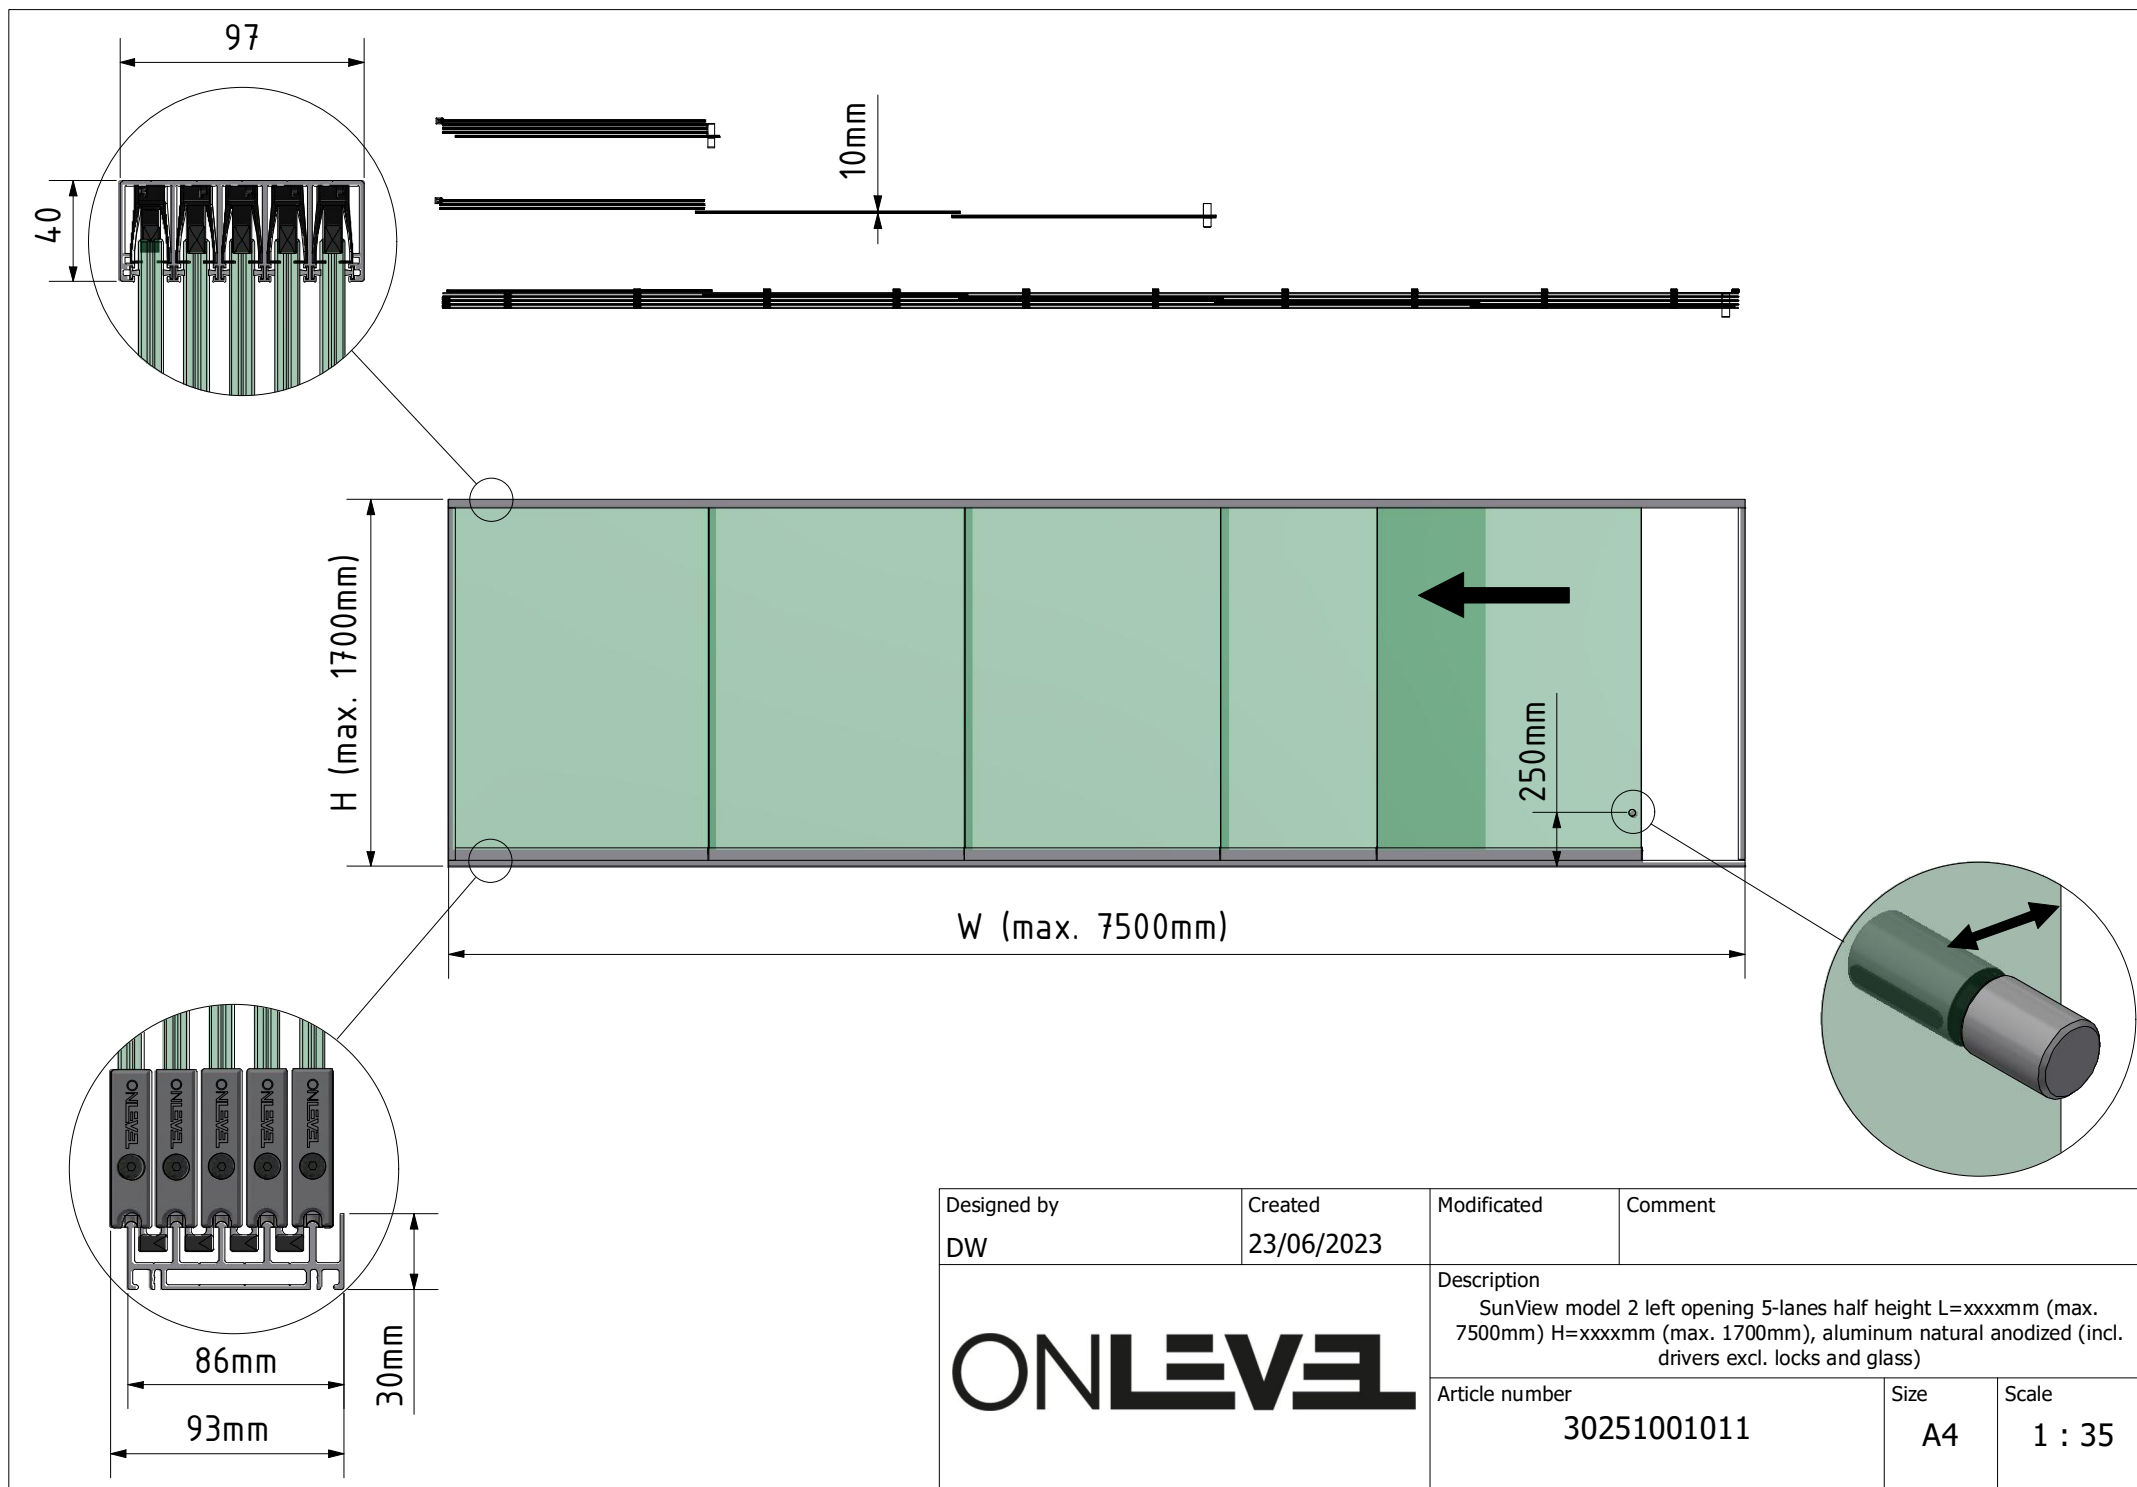 97
40
10mm
H (max. 1700mm)
250mm
W (max. 7500mm)
ONLEVEL
ONLEVEL
ONLEVEL
ONLEVEL
ONLEVEL
86mm
93mm
30mm
Designed by
DW
Created
23/06/2023
Modificated
Comment
ONLEVEL
Description
SunView model 2 left opening 5-lanes half height L=xxxxmm (max.
7500mm) H=xxxxmm (max. 1700mm), aluminum natural anodized (incl.
drivers excl. locks and glass)
Article number
30251001011
Size
A4
Scale
1 : 35